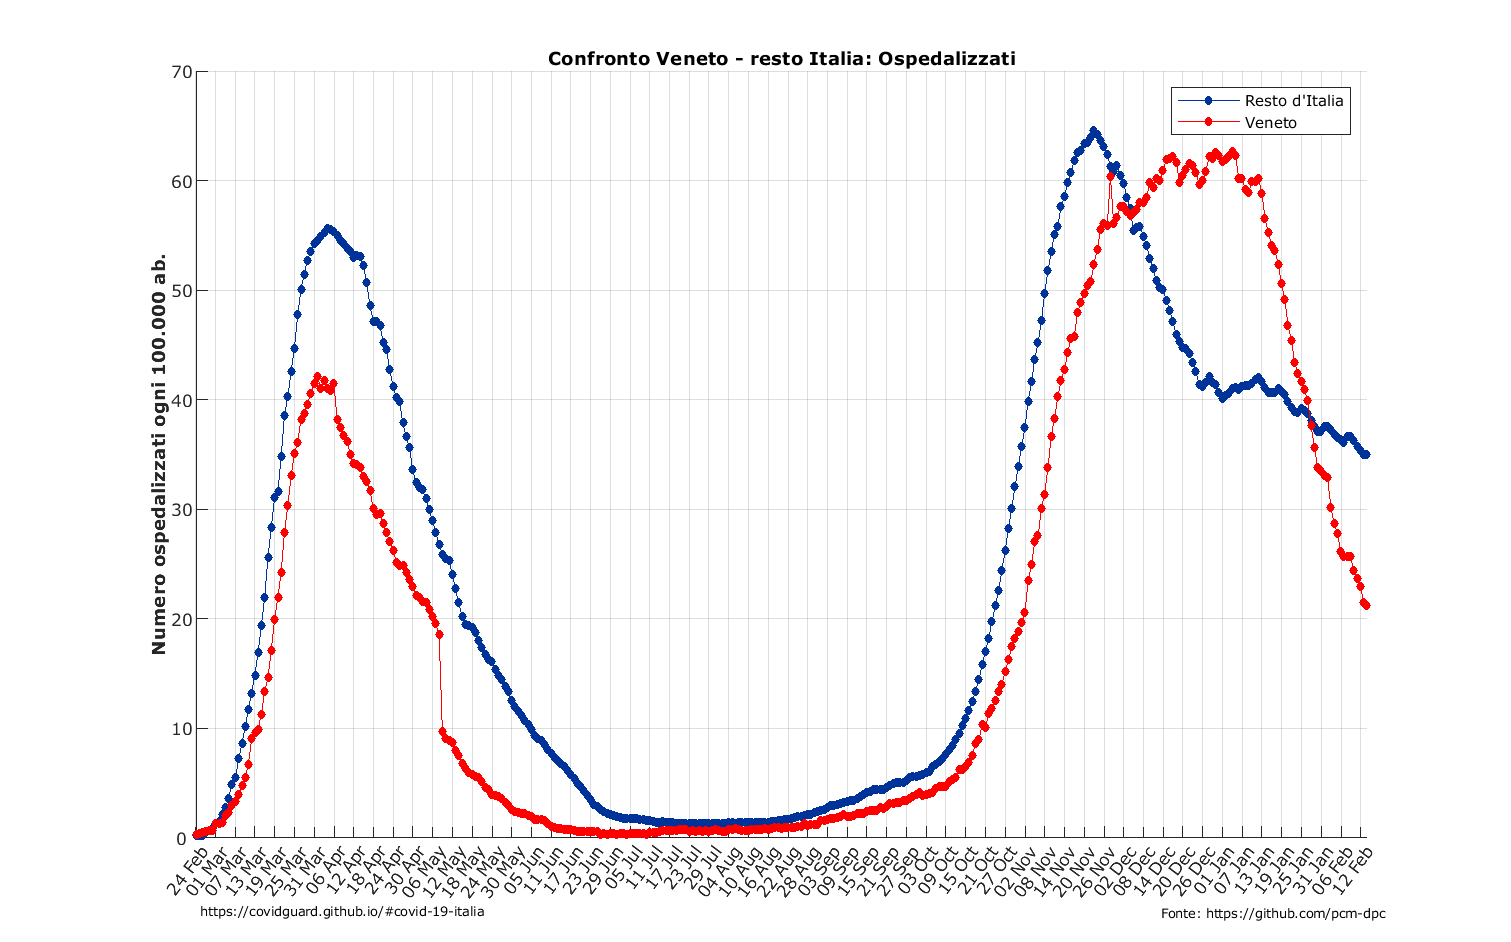 Confronto Veneto - resto Italia: Ospedalizzati
70
60
50
40
30
20
10
0
Numero ospedalizzati ogni 100.000 ab.
Resto d'Italia
Veneto
24 Feb
01 Mar
07 Mar
13 Mar
19 Mar
25 Mar
31 Mar
06 Apr
12 Apr
18 Apr
24 Apr
30 Apr
06 May
12 May
18 May
24 May
30 May
05 Jun
11 Jun
17 Jun
23 Jun
29 Jun
05 Jul
11 Jul
17 Jul
23 Jul
29 Jul
04 Aug
10 Aug
16 Aug
22 Aug
28 Aug
03 Sep
09 Sep
15 Sep
21 Sep
27 Sep
03 Oct
09 Oct
15 Oct
21 Oct
27 Oct
02 Nov
08 Nov
14 Nov
20 Nov
26 Nov
02 Dec
08 Dec
14 Dec
20 Dec
26 Dec
01 Jan
07 Jan
13 Jan
19 Jan
25 Jan
31 Jan
06 Feb
12 Feb
https://covidguard.github.io/#covid-19-italia
Fonte: https://github.com/pcm-dpc